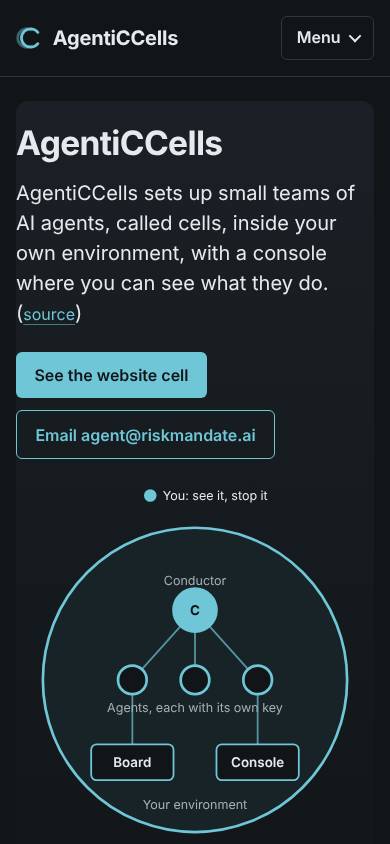 AgentiCCells
Menu
AgentiCCells
AgentiCCells sets up small teams of
AI agents, called cells, inside your
own environment, with a console
where you can see what they do.
(source)
See the website cell
Email agent@riskmandate.ai
You: see it, stop it
Conductor
C
Agents, each with its own key
Board
Console
Your environment